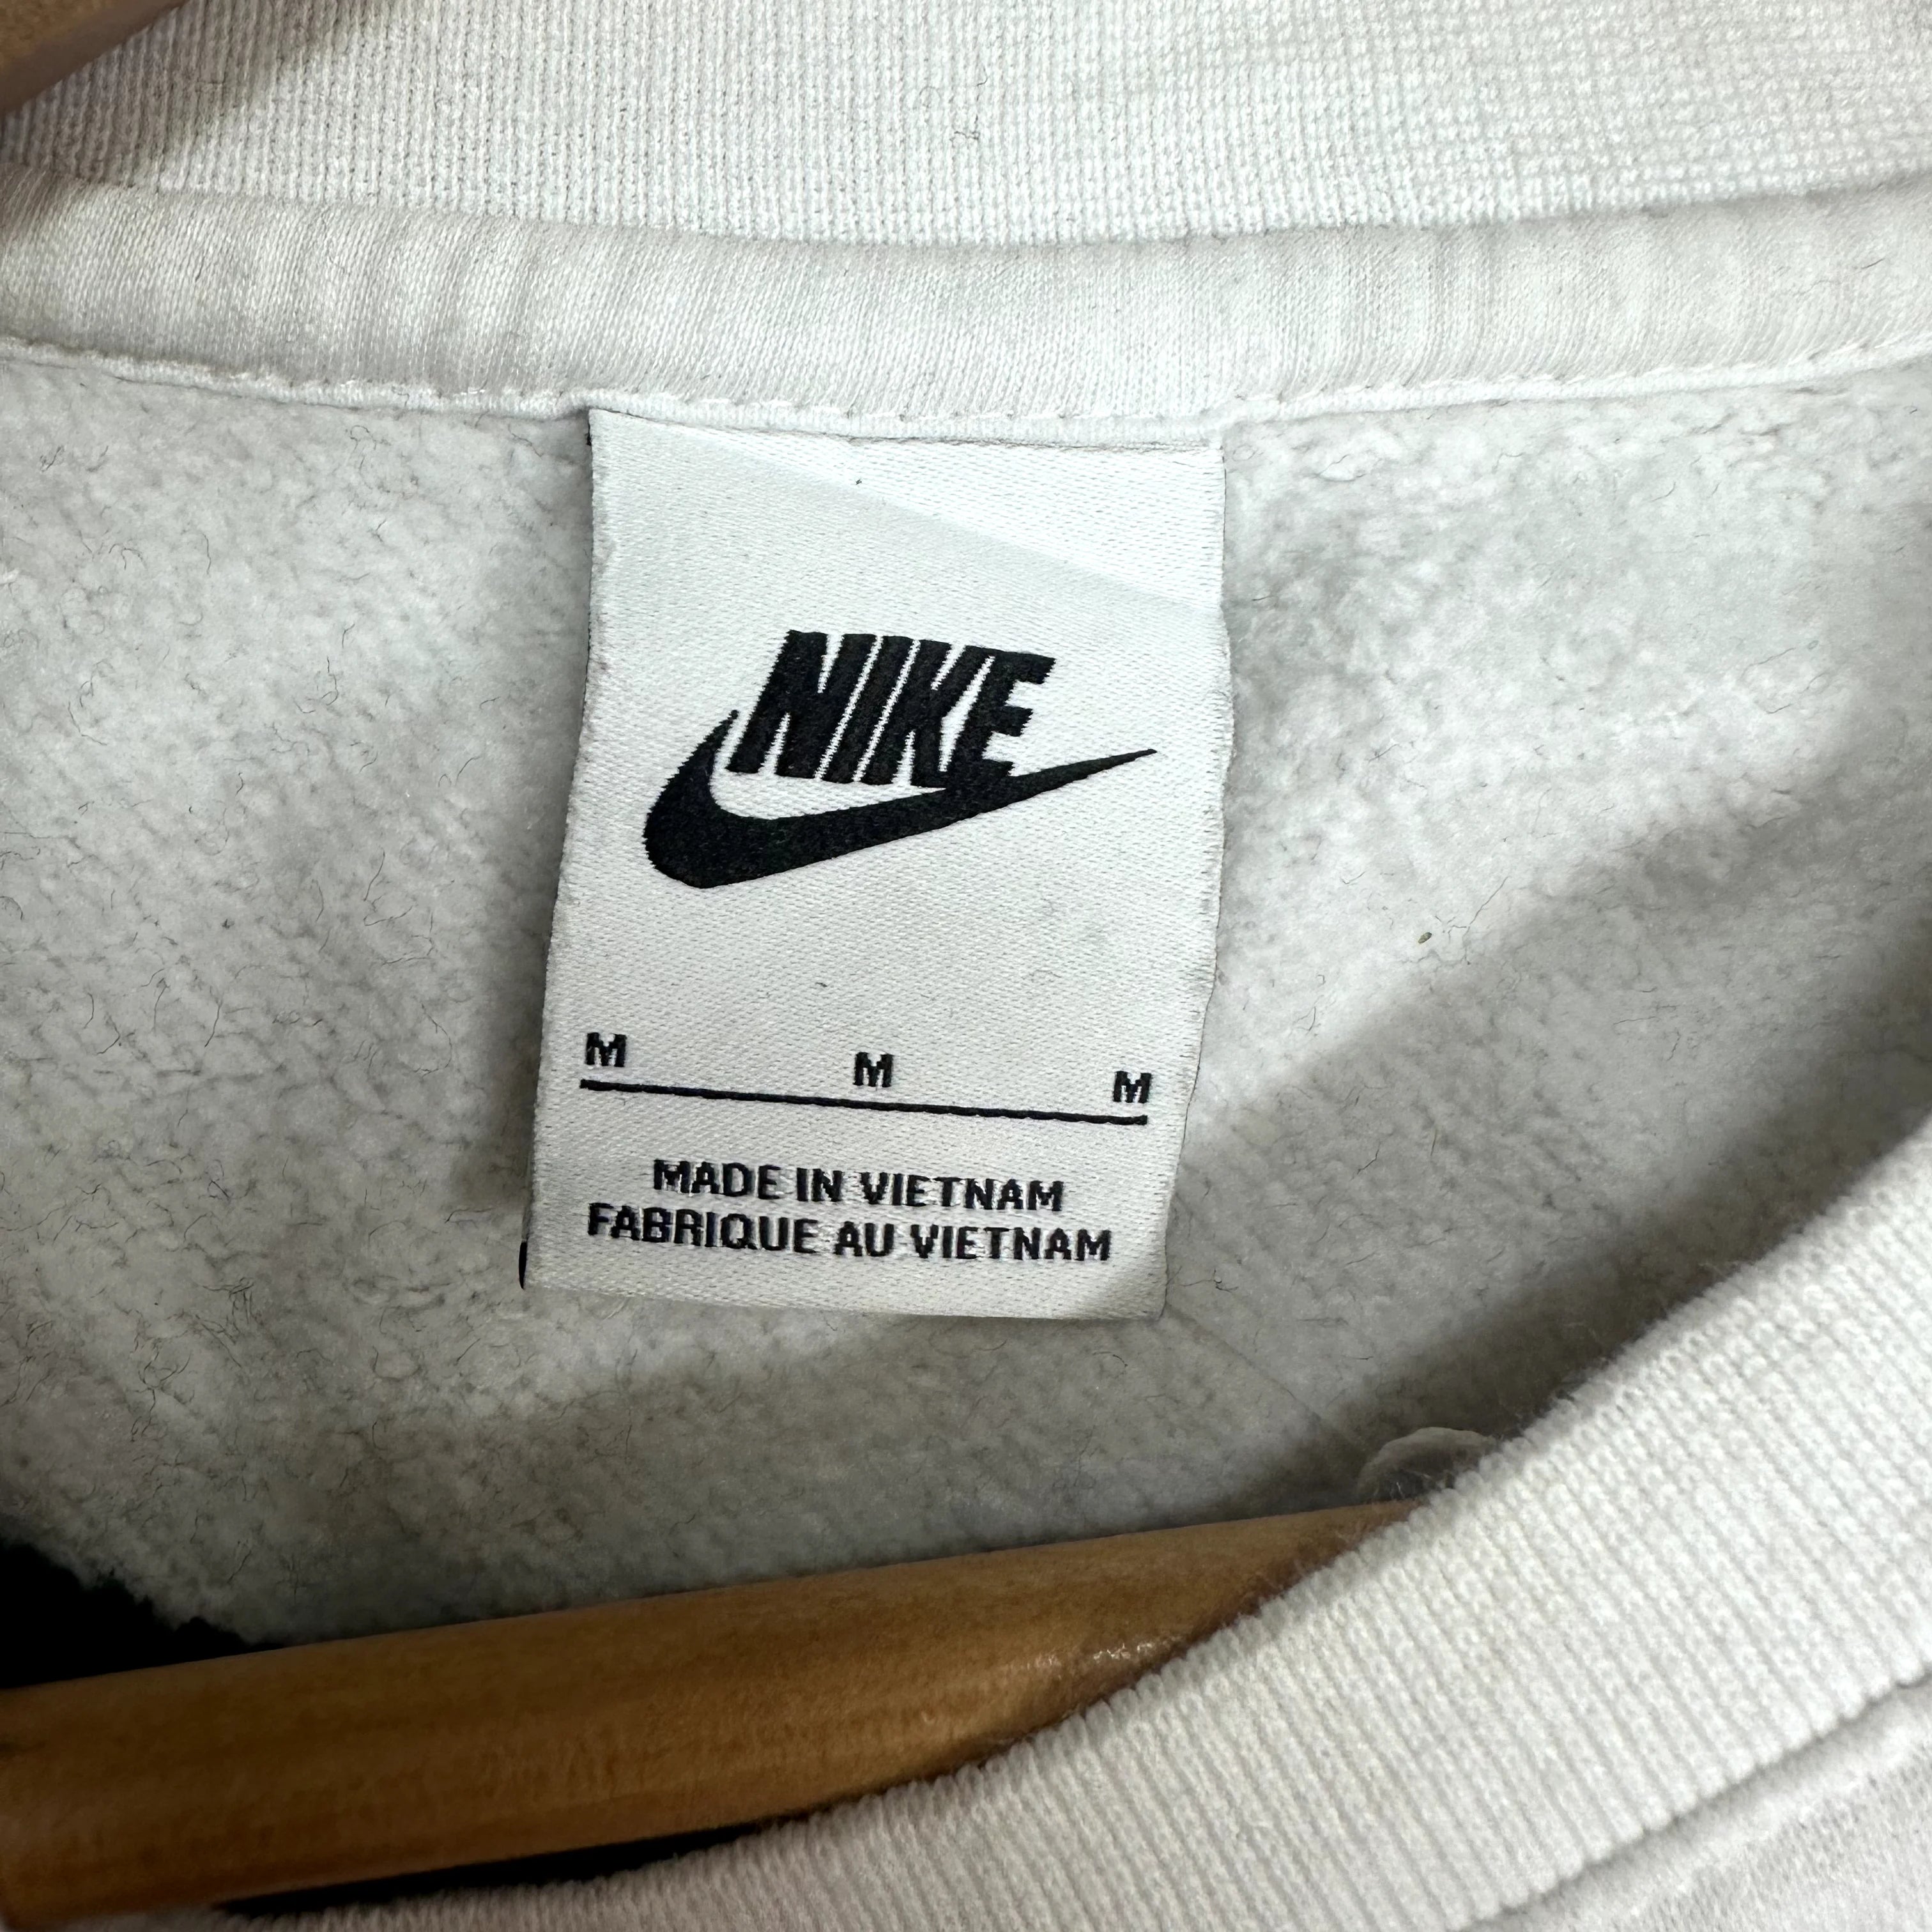 NIKE
M M M
MADE IN VIETNAM
FABRIQUE AU VIETNAM